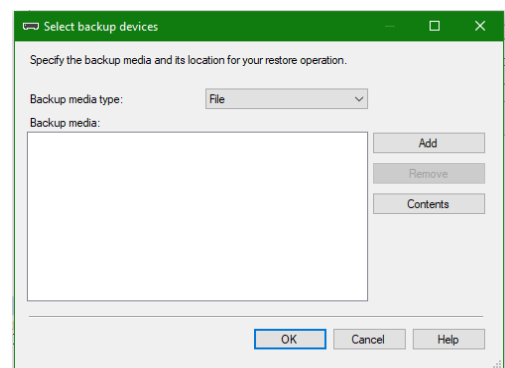 Select backup devices
Specify the backup media and its location for your restore operation.
Backup media type:
File
Backup media:
Add
Remove
Contents
OK
Cancel
Help